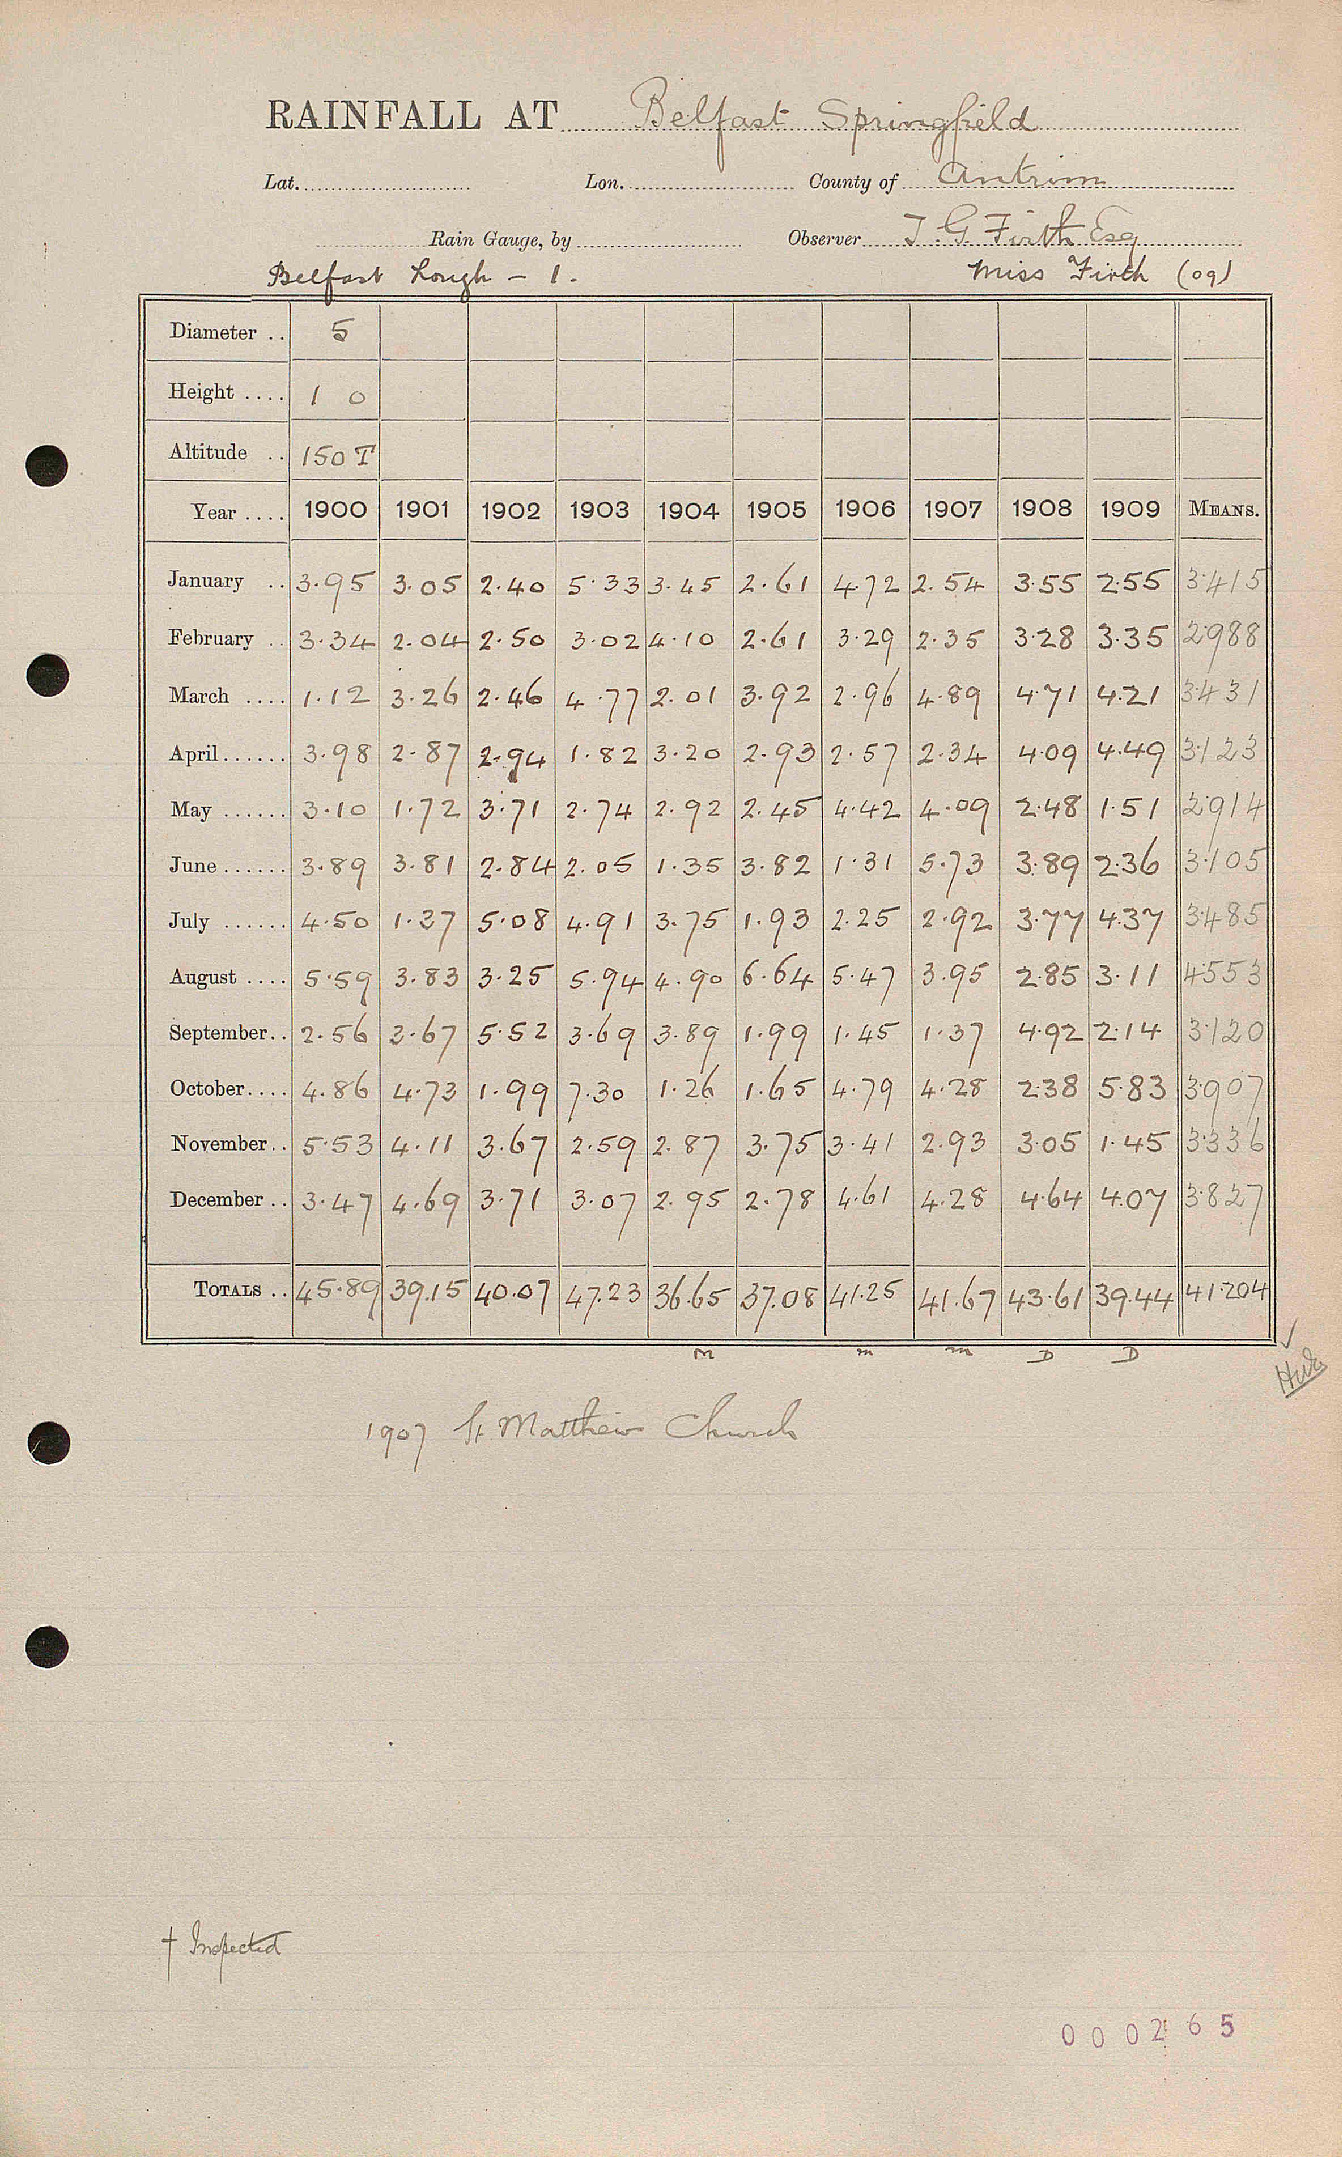 RAINFALL AT Belfast Springfield
Lat. Lon. County of Antrim
Rain Gauge, by Observer J. G. Firth Esq
Belfast Lough - 1. Miss Firth (09)
Diameter .. 5
Height .... 1 0
Altitude .. 150 T
Year .... 1900 1901 1902 1903 1904 1905 1906 1907 1908 1909 MEANS.
January .. 3.95 3.05 2.40 5.33 3.45 2.61 4.72 2.54 3.55 2.55 3.415
February .. 3.34 2.04 2.50 3.02 4.10 2.61 3.29 2.35 3.28 3.35 2.988
March .... 1.12 3.26 2.46 4.77 2.01 3.92 2.96 4.89 4.71 4.21 3.431
April...... 3.98 2.87 2.94 1.82 3.20 2.93 2.57 2.34 4.09 4.49 3.123
May ...... 3.10 1.72 3.71 2.74 2.92 2.45 4.42 4.09 2.48 1.51 2.914
June ...... 3.89 3.81 2.84 2.05 1.35 3.82 1.31 5.73 3.89 2.36 3.105
July ...... 4.50 1.37 5.08 4.91 3.75 1.93 2.25 2.92 3.77 4.37 3.485
August .... 5.59 3.83 3.25 5.94 4.90 6.64 5.47 3.95 2.85 3.11 4.553
September.. 2.56 3.67 5.52 3.69 3.89 1.99 1.45 1.37 4.92 2.14 3.120
October.... 4.86 4.73 1.99 7.30 1.26 1.65 4.79 4.28 2.38 5.83 3.907
November.. 5.53 4.11 3.67 2.59 2.87 3.75 3.41 2.93 3.05 1.45 3.336
December .. 3.47 4.69 3.71 3.07 2.95 2.78 4.61 4.28 4.64 4.07 3.827
TOTALS .. 45.89 39.15 40.07 47.23 36.65 37.08 41.25 41.67 43.61 39.44 41.204
m m m D D
1907 St. Matthew Church
† Inspected
000265